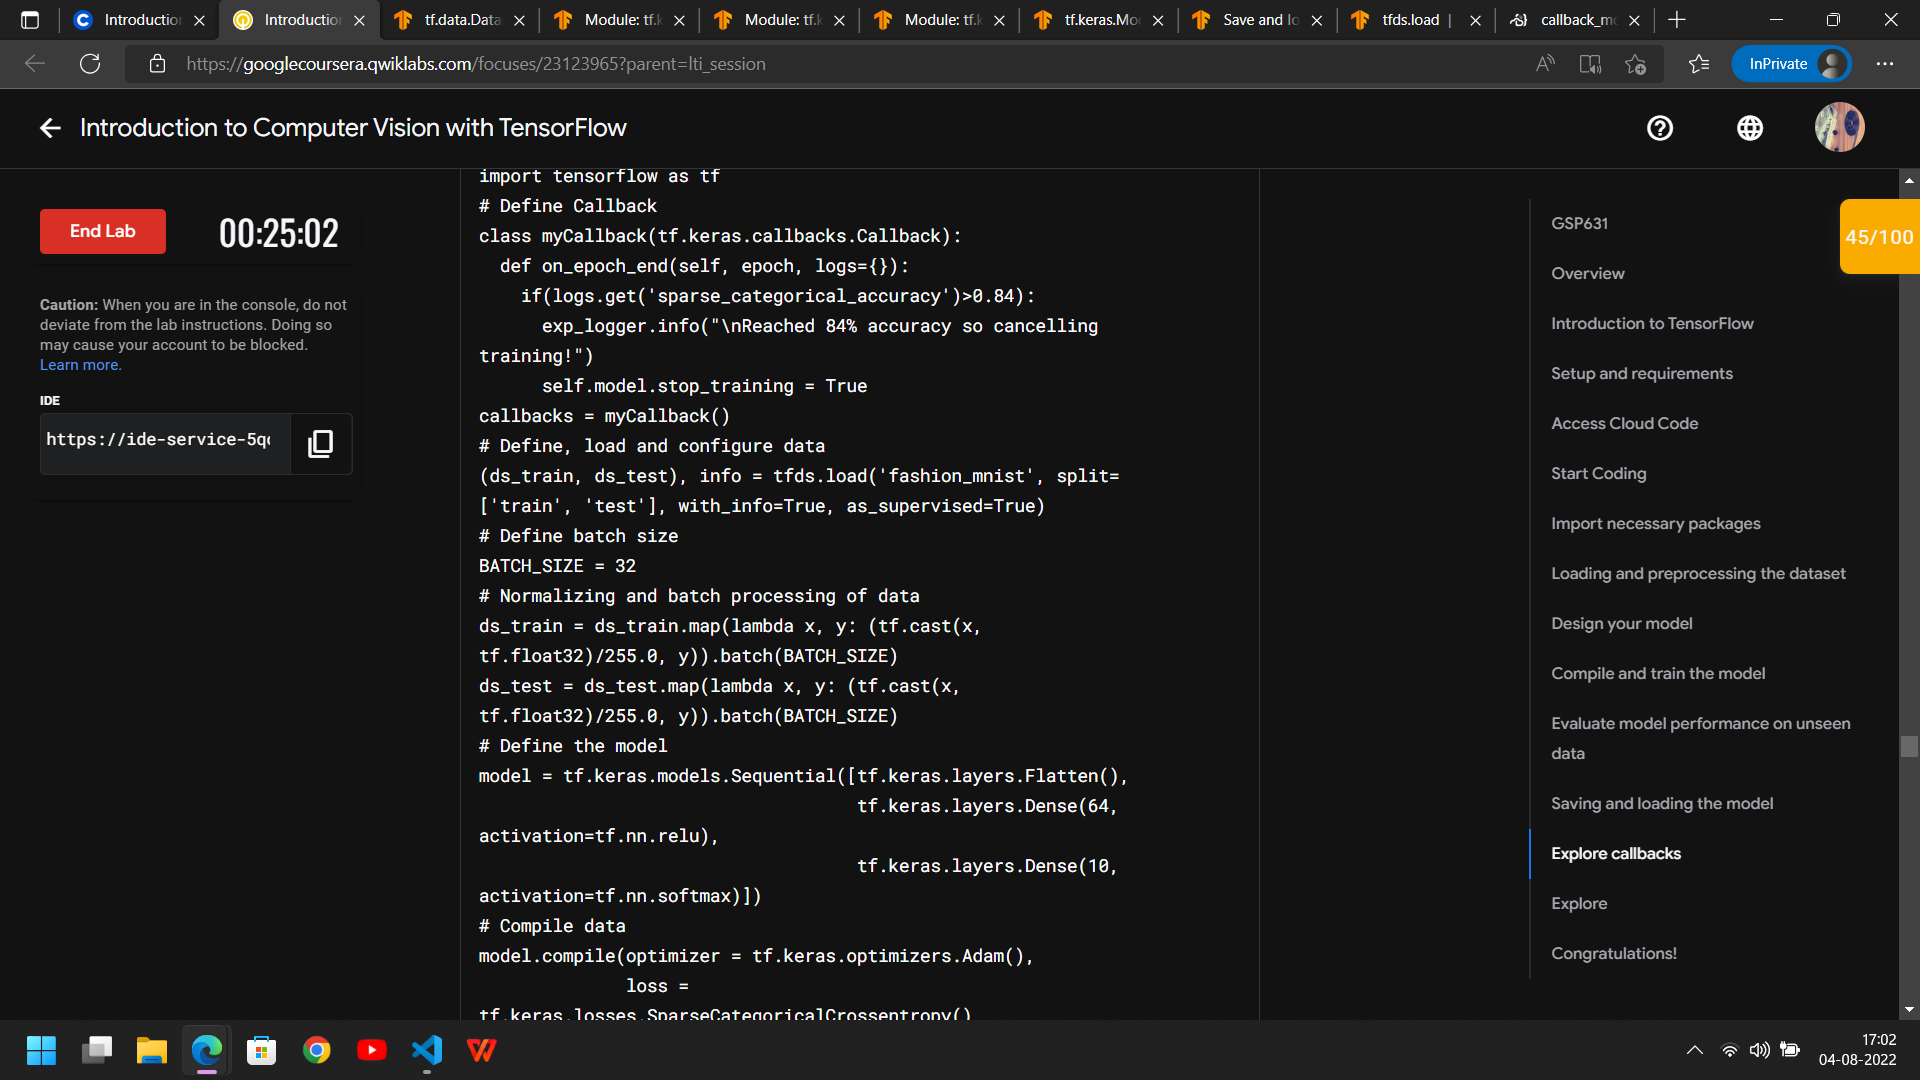 Introduction
Introduction
tf.data.Data
Module: tf.k
Module: tf.k
Module: tf.k
tf.keras.Mo
Save and lo
tfds.load |
callback_m
https://googlecoursera.qwiklabs.com/focuses/23123965?parent=lti_session
InPrivate
Introduction to Computer Vision with TensorFlow
End Lab
00:25:02
Caution: When you are in the console, do not
deviate from the lab instructions. Doing so
may cause your account to be blocked.
Learn more.
IDE
https://ide-service-5q
import tensorflow as tf
# Define Callback
class myCallback(tf.keras.callbacks.Callback):
  def on_epoch_end(self, epoch, logs={}):
    if(logs.get('sparse_categorical_accuracy')>0.84):
      exp_logger.info("\nReached 84% accuracy so cancelling
training!")
      self.model.stop_training = True
callbacks = myCallback()
# Define, load and configure data
(ds_train, ds_test), info = tfds.load('fashion_mnist', split=
['train', 'test'], with_info=True, as_supervised=True)
# Define batch size
BATCH_SIZE = 32
# Normalizing and batch processing of data
ds_train = ds_train.map(lambda x, y: (tf.cast(x,
tf.float32)/255.0, y)).batch(BATCH_SIZE)
ds_test = ds_test.map(lambda x, y: (tf.cast(x,
tf.float32)/255.0, y)).batch(BATCH_SIZE)
# Define the model
model = tf.keras.models.Sequential([tf.keras.layers.Flatten(),
                                    tf.keras.layers.Dense(64,
activation=tf.nn.relu),
                                    tf.keras.layers.Dense(10,
activation=tf.nn.softmax)])
# Compile data
model.compile(optimizer = tf.keras.optimizers.Adam(),
              loss =
tf.keras.losses.SparseCategoricalCrossentropy()
GSP631
Overview
Introduction to TensorFlow
Setup and requirements
Access Cloud Code
Start Coding
Import necessary packages
Loading and preprocessing the dataset
Design your model
Compile and train the model
Evaluate model performance on unseen
data
Saving and loading the model
Explore callbacks
Explore
Congratulations!
45/100
17:02
04-08-2022